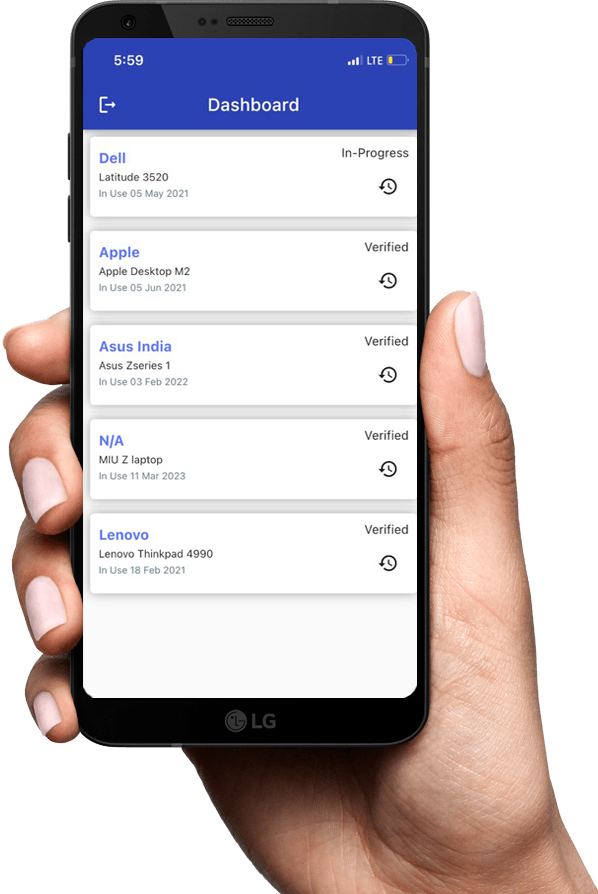 5:59
LTE
Dashboard
Dell
In-Progress
Latitude 3520
In Use 05 May 2021
Apple
Verified
Apple Desktop M2
In Use 05 Jun 2021
Asus India
Verified
Asus Zseries 1
In Use 03 Feb 2022
N/A
Verified
MIU Z laptop
In Use 11 Mar 2023
Lenovo
Verified
Lenovo Thinkpad 4990
In Use 18 Feb 2021
LG